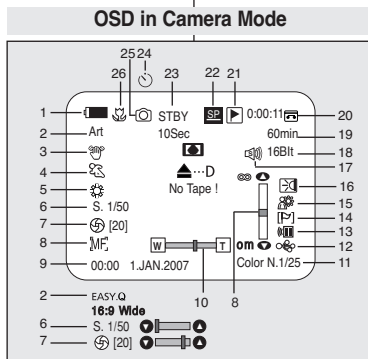 OSD in Camera Mode
25 24
26 23 22 21
1 STBY SP 0:00:11 20
2 Art 10Sec 60min 19
3 16BIt 18
17
4 D
5 No Tape ! 16
6 S. 1/50 15
7 [20] 14
8 MF 13
W T om 12
9 00:00 1.JAN.2007 Color N.1/25 11
10 8
2 EASY.Q
16:9 Wide
6 S. 1/50
7 [20]